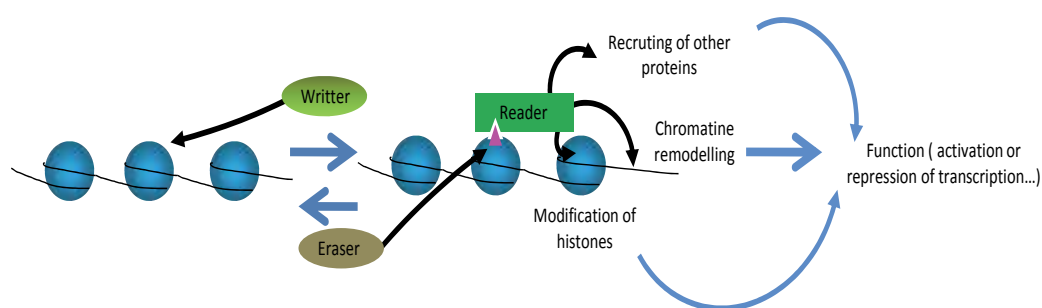 Writter
Eraser
Reader
Recruting of other
proteins
Chromatine
remodelling
Modification of
histones
Function ( activation or
repression of transcription...)